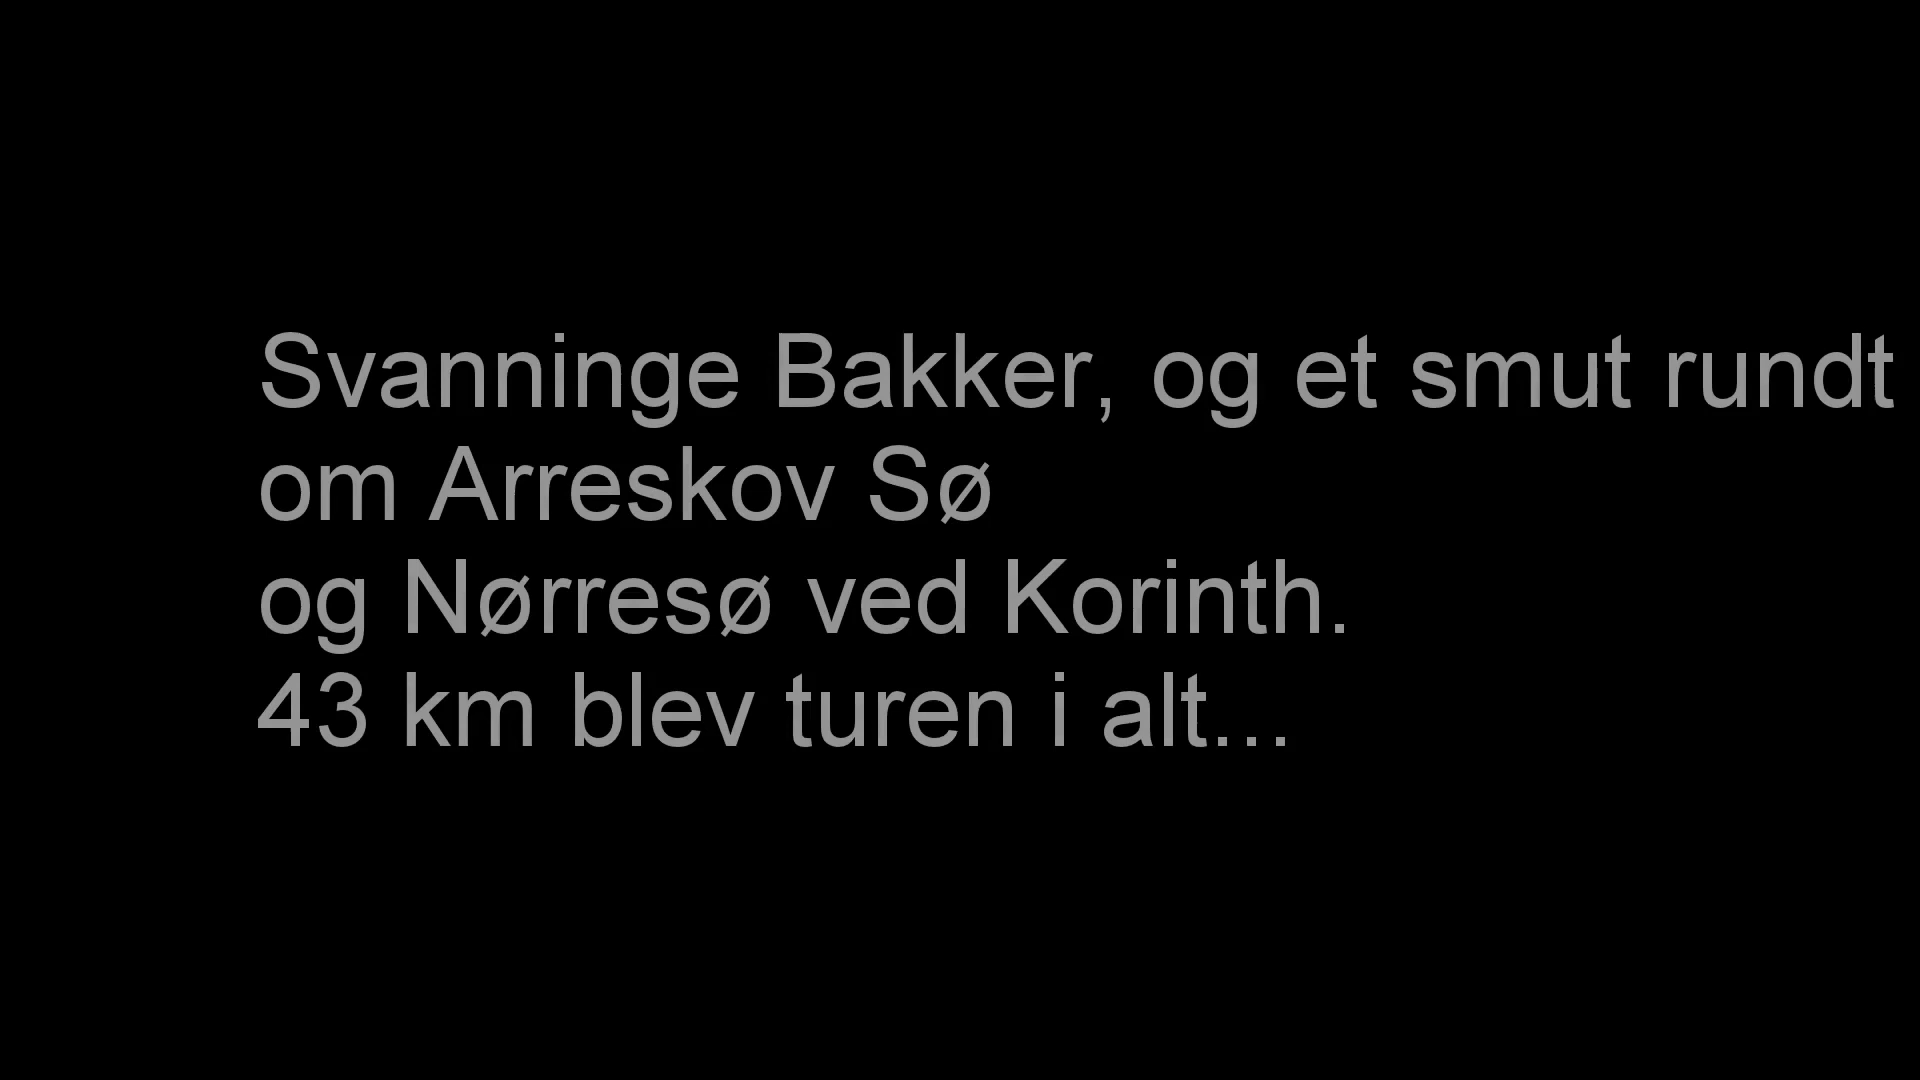 Svanninge Bakker, og et smut rundt
om Arreskov Sø
og Nørresø ved Korinth.
43 km blev turen i alt...